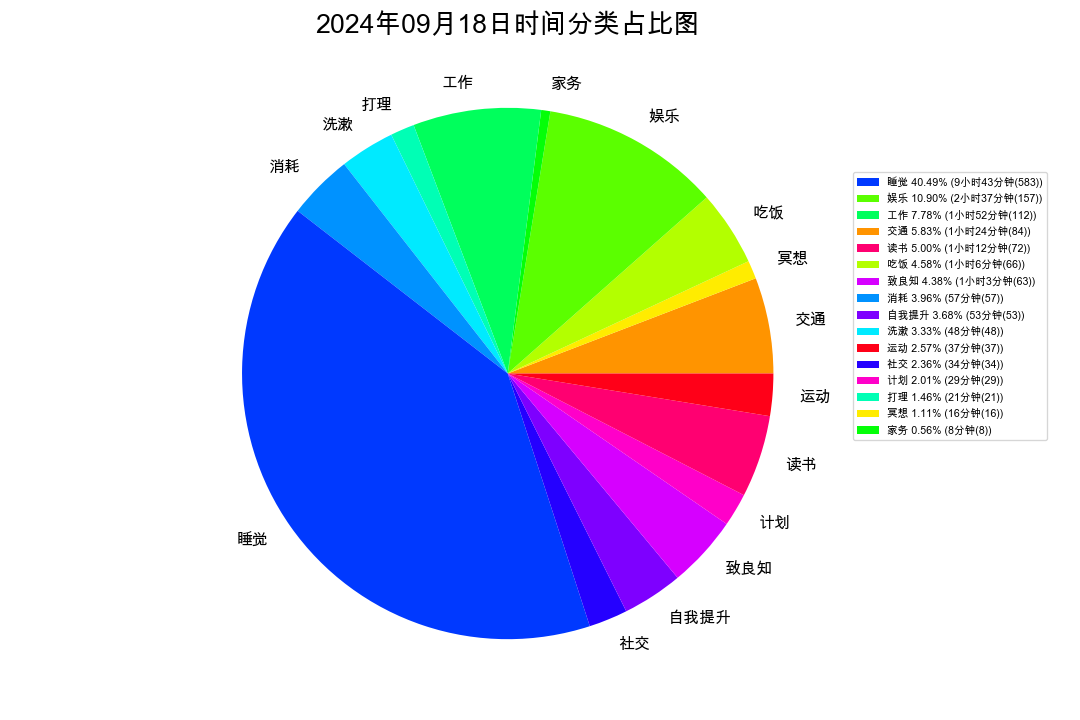 2024年09月18日时间分类占比图
工作
家务
打理
娱乐
洗漱
消耗
吃饭
冥想
交通
运动
读书
睡觉
计划
致良知
自我提升
社交
睡觉 40.49% (9小时43分钟(583))
娱乐 10.90% (2小时37分钟(157))
工作 7.78% (1小时52分钟(112))
交通 5.83% (1小时24分钟(84))
读书 5.00% (1小时12分钟(72))
吃饭 4.58% (1小时6分钟(66))
致良知 4.38% (1小时3分钟(63))
消耗 3.96% (57分钟(57))
自我提升 3.68% (53分钟(53))
洗漱 3.33% (48分钟(48))
运动 2.57% (37分钟(37))
社交 2.36% (34分钟(34))
计划 2.01% (29分钟(29))
打理 1.46% (21分钟(21))
冥想 1.11% (16分钟(16))
家务 0.56% (8分钟(8))